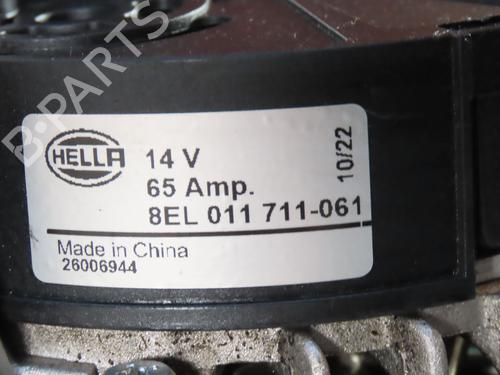 B-PARTS
HELLA
14 V
65 Amp.
8EL 011 711-061
10/22
Made in China
26006944